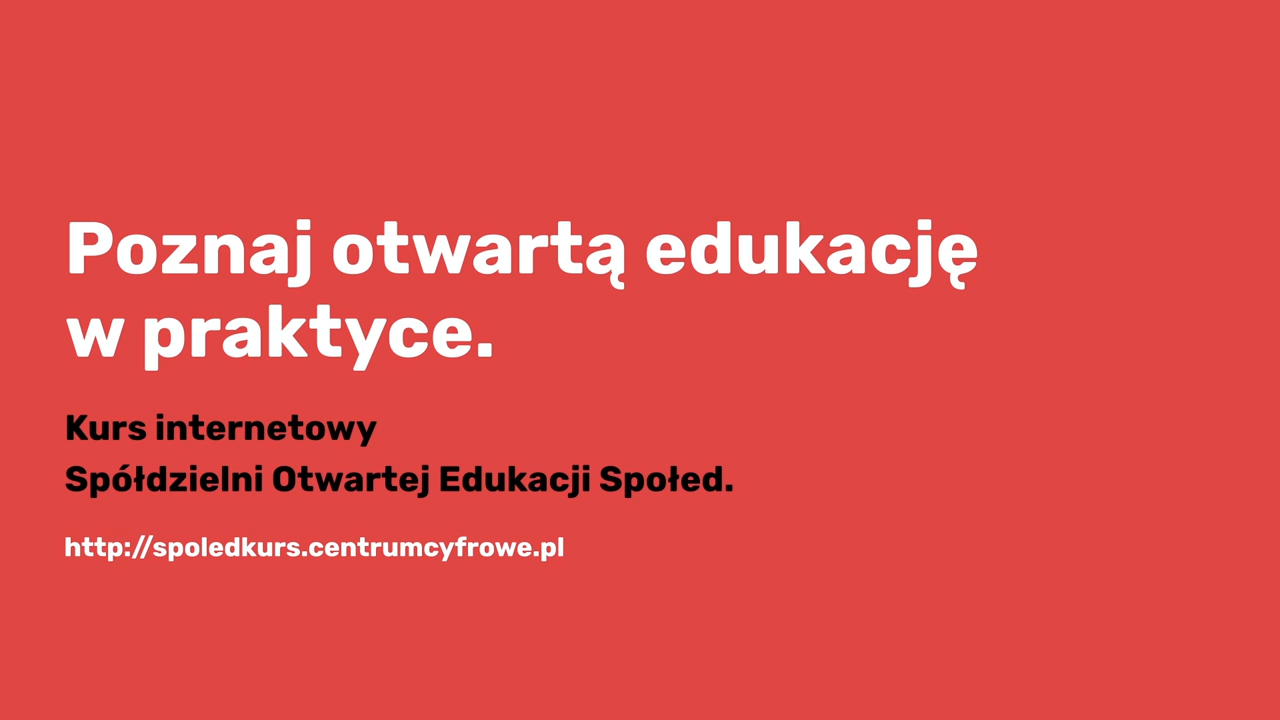 Poznaj otwartą edukację
w praktyce.
Kurs internetowy
Spółdzielni Otwartej Edukacji Społed.
http://spoledkurs.centrumcyfrowe.pl